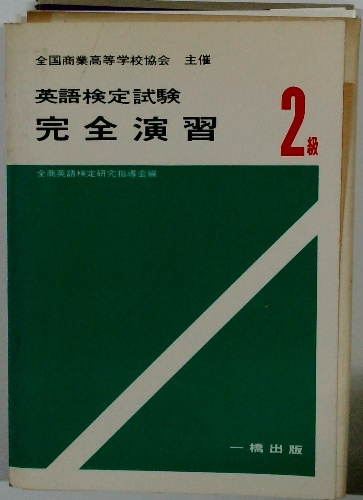 全国商業高等学校協会 主催
英語検定試験
完全演習
2級
全商英語検定研究指導会編
一橋出版